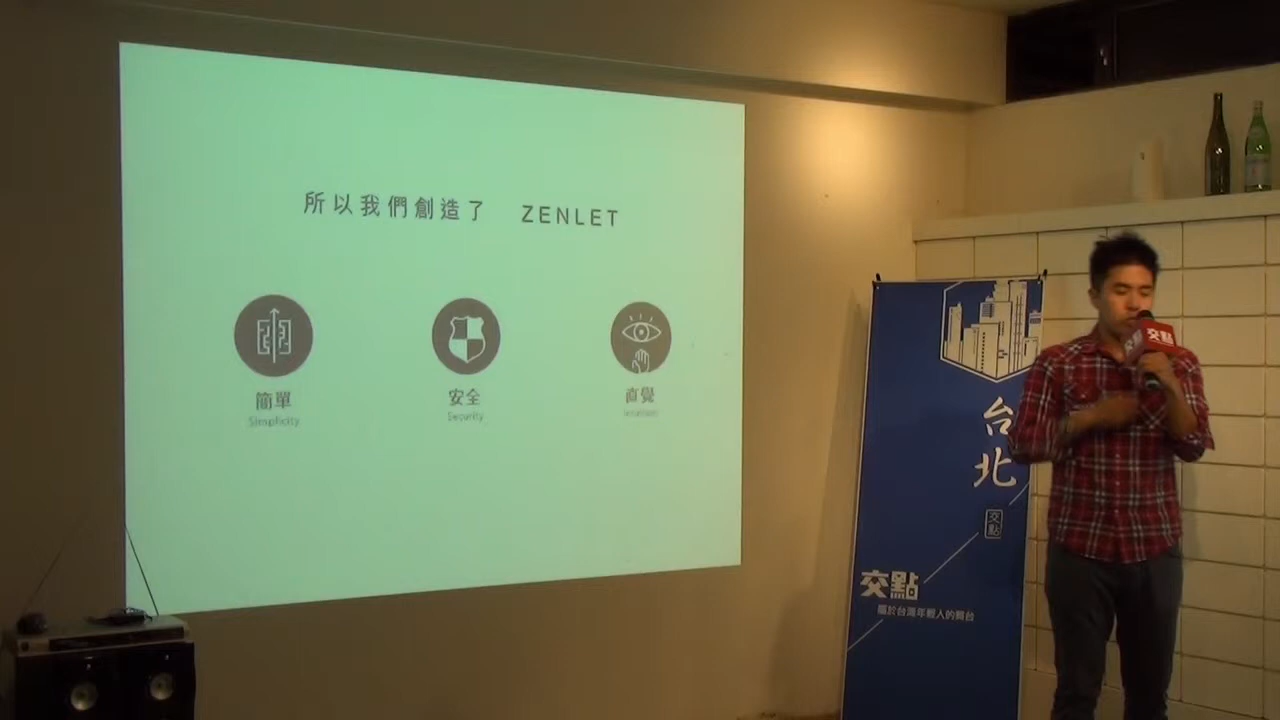 所以我們創造了 ZENLET
簡單
Simplicity
安全
Security
直覺
交點
台北
交點
交點
屬於台灣年輕人的舞台